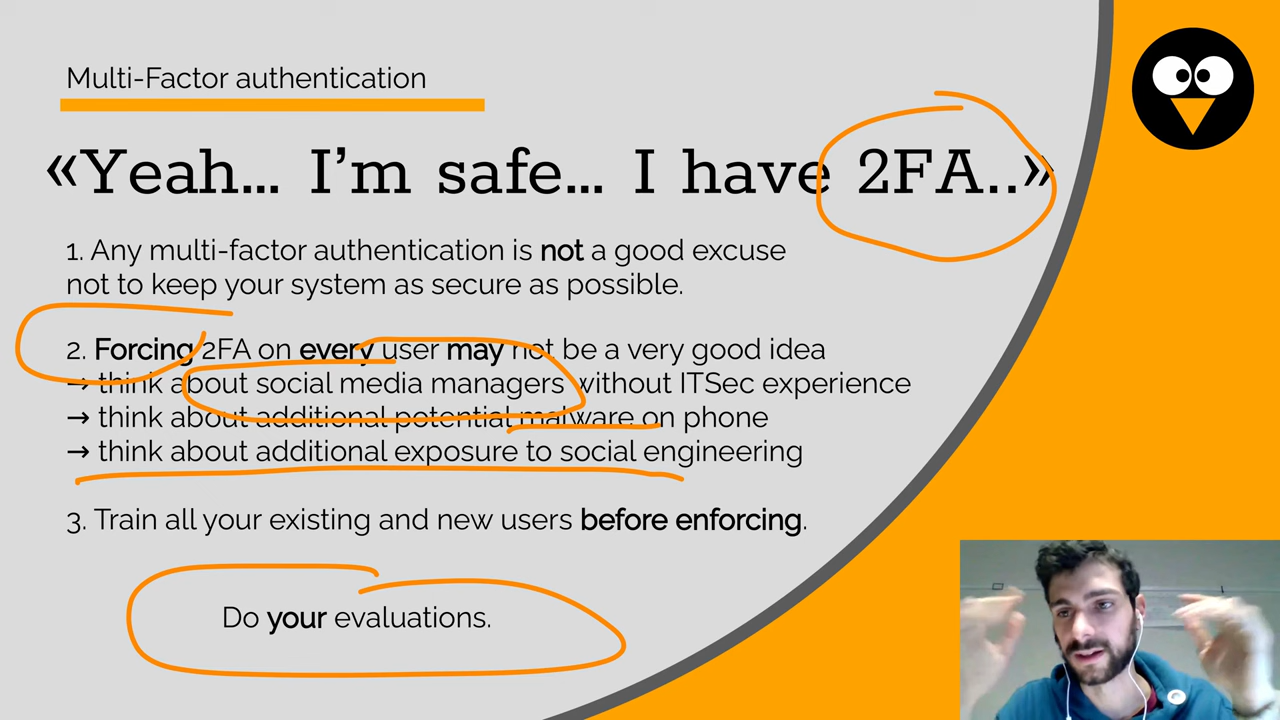 Multi-Factor authentication
«Yeah... I'm safe... I have 2FA..»
1. Any multi-factor authentication is not a good excuse
not to keep your system as secure as possible.
2. Forcing 2FA on every user may not be a very good idea
→ think about social media managers without ITSec experience
→ think about additional potential malware on phone
→ think about additional exposure to social engineering
3. Train all your existing and new users before enforcing.
Do your evaluations.